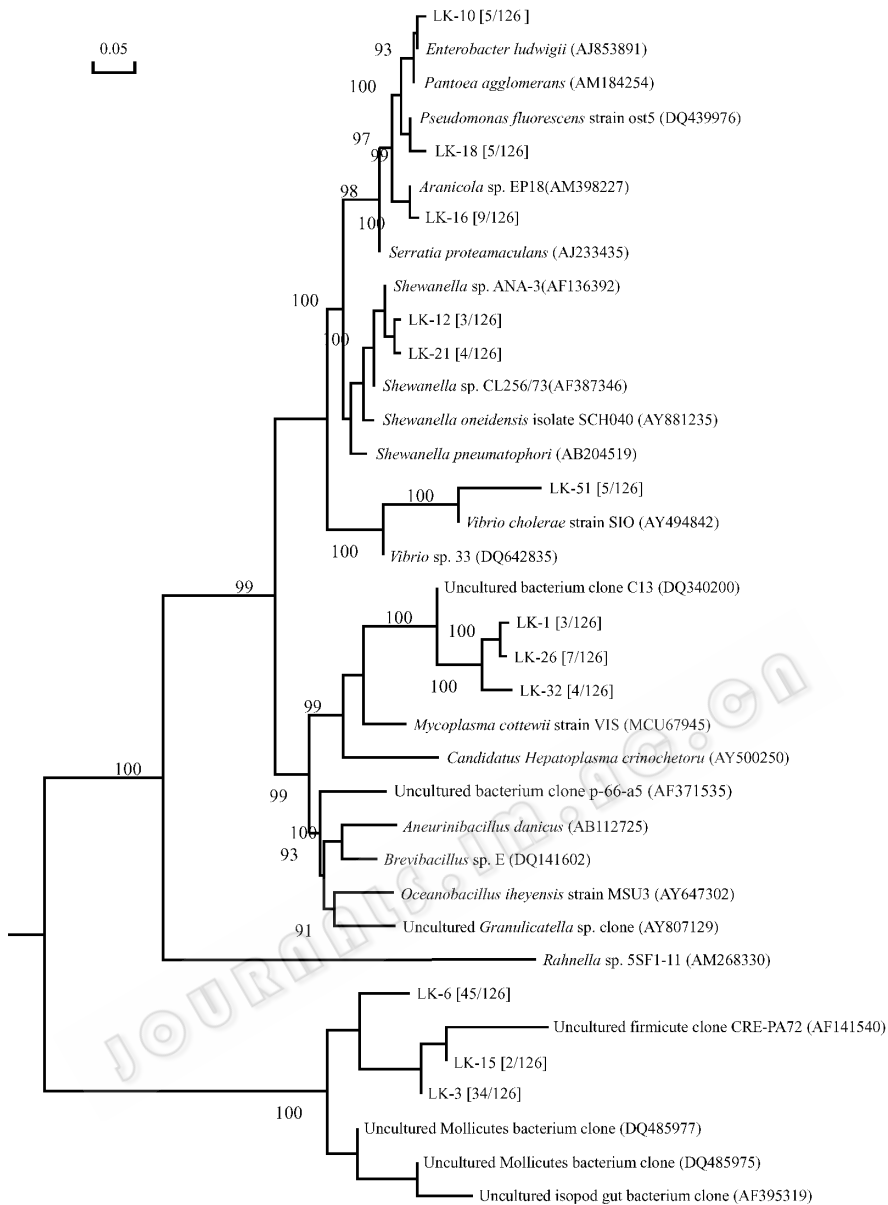 LK-10 [5/126 ]
0.05
93
Enterobacter ludwigii (AJ853891)
100
Pantoea agglomerans (AM184254)
Pseudomonas fluorescens strain ost5 (DQ439976)
97
99
LK-18 [5/126]
98
Aranicola sp. EP18(AM398227)
100
LK-16 [9/126]
Serratia proteamaculans (AJ233435)
Shewanella sp. ANA-3(AF136392)
100
LK-12 [3/126]
100
LK-21 [4/126]
Shewanella sp. CL256/73(AF387346)
Shewanella oneidensis isolate SCH040 (AY881235)
Shewanella pneumatophori (AB204519)
100
LK-51 [5/126]
Vibrio cholerae strain SIO (AY494842)
100
Vibrio sp. 33 (DQ642835)
99
Uncultured bacterium clone C13 (DQ340200)
100
100
LK-1 [3/126]
LK-26 [7/126]
100
LK-32 [4/126]
99
Mycoplasma cottewii strain VIS (MCU67945)
Candidatus Hepatoplasma crinochetoru (AY500250)
100
99
Uncultured bacterium clone p-66-a5 (AF371535)
100
Aneurinibacillus danicus (AB112725)
93
Brevibacillus sp. E (DQ141602)
Oceanobacillus iheyensis strain MSU3 (AY647302)
91
Uncultured Granulicatella sp. clone (AY807129)
Rahnella sp. 5SF1-11 (AM268330)
LK-6 [45/126]
Uncultured firmicute clone CRE-PA72 (AF141540)
LK-15 [2/126]
LK-3 [34/126]
100
Uncultured Mollicutes bacterium clone (DQ485977)
Uncultured Mollicutes bacterium clone (DQ485975)
Uncultured isopod gut bacterium clone (AF395319)
JOURNALS.IM.AC.CN